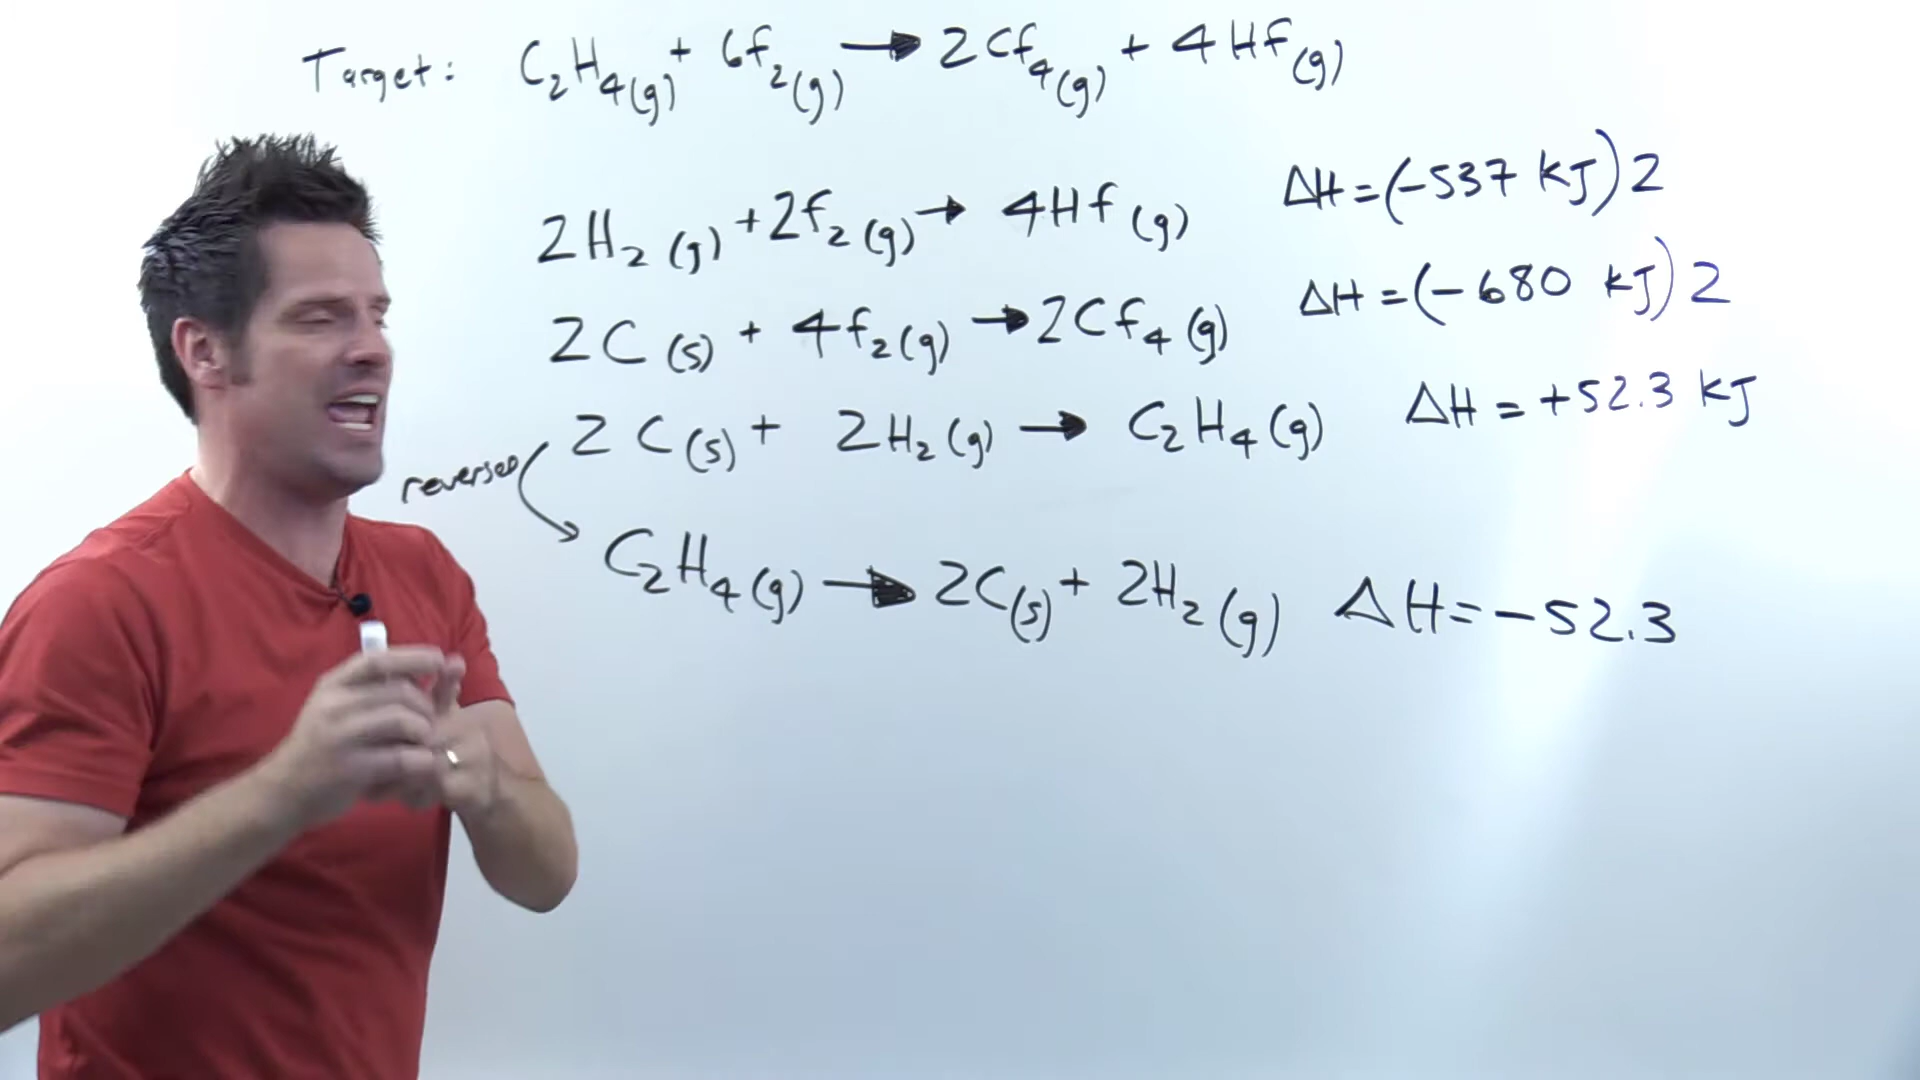 Target: C₂H₄(g) + 6f₂(g) → 2Cf₄(g) + 4Hf(g)
2H₂(g) + 2f₂(g) → 4Hf(g) ΔH = (-537 kJ)2
2C(s) + 4f₂(g) → 2Cf₄(g) ΔH = (-680 kJ)2
2C(s) + 2H₂(g) → C₂H₄(g) ΔH = +52.3 kJ
reversed
C₂H₄(g) → 2C(s) + 2H₂(g) ΔH = -52.3